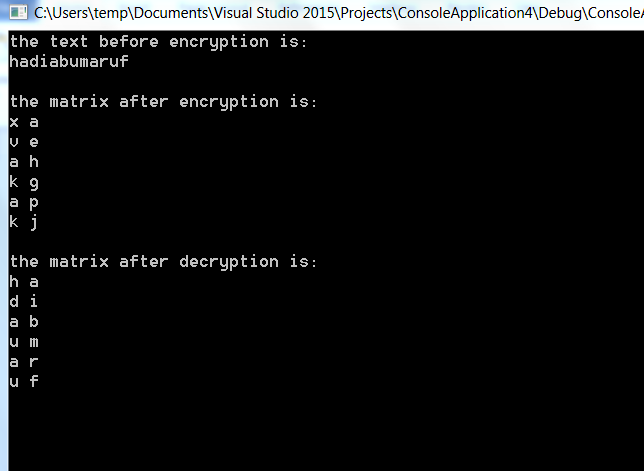 C:\Users\temp\Documents\Visual Studio 2015\Projects\ConsoleApplication4\Debug\Console
the text before encryption is:
hadiabumaruf
the matrix after encryption is:
x a
v e
a h
k g
a p
k j
the matrix after decryption is:
h a
d i
a b
u m
a r
u f